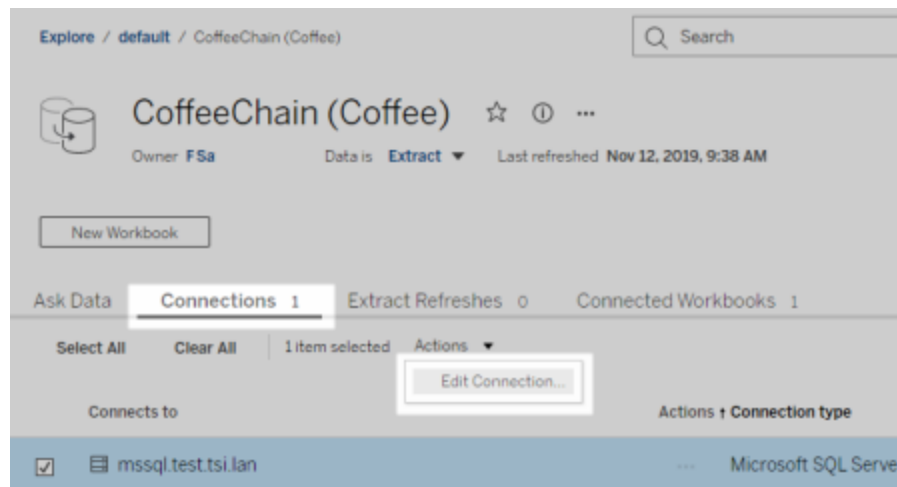 Explore / default / CoffeeChain (Coffee)
Search
CoffeeChain (Coffee)
Owner FSa Data is Extract Last refreshed Nov 12, 2019, 9:38 AM
New Workbook
Ask Data Connections 1 Extract Refreshes 0 Connected Workbooks 1
Select All Clear All 1 item selected Actions
Edit Connection...
Connects to Actions ↑ Connection type
mssql.test.tsi.lan ... Microsoft SQL Serve